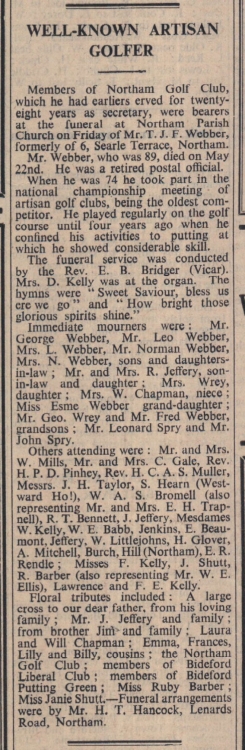 WELL-KNOWN ARTISAN
GOLFER
Members of Northam Golf Club,
which he had earliers erved for twenty-
eight years as secretary, were bearers
at the funeral at Northam Parish
Church on Friday of Mr. T. J. F. Webber,
formerly of 6, Searle Terrace, Northam.
Mr. Webber, who was 89, died on May
22nd. He was a retired postal official.
When he was 74 he took part in the
national championship meeting of
artisan golf clubs, being the oldest com-
petitor. He played regularly on the golf
course until four years ago when he
confined his activities to putting at
which he showed considerable skill.
The funeral service was conducted
by the Rev. E. B. Bridger (Vicar).
Mrs. D. Kelly was at the organ. The
hymns were "Sweet Saviour, bless us
ere we go" and "How bright those
glorious spirits shine."
Immediate mourners were: Mr.
George Webber, Mr. Leo Webber,
Mrs. L. Webber, Mr. Norman Webber,
Mrs. N. Webber, sons and daughters-
in-law; Mr. and Mrs. R. Jeffery, son-
in-law and daughter; Mrs. Wrey,
daughter; Mrs. W. Chapman, niece;
Miss Esme Webber grand-daughter;
Mr. Geo. Wrey and Mr. Fred Webber,
grandsons; Mr. Leonard Spry and Mr.
John Spry.
Others attending were: Mr. and Mrs.
W. Mills, Mr. and Mrs. C. Gale, Rev.
H. P. D. Pinhey, Rev. H. C. A. S. Muller,
Messrs. J. H. Taylor, S. Hearn (West-
ward Ho!), W. A. S. Bromell (also
representing Mr. and Mrs. E. H. Trap-
nell), R. T. Bennett, J. Jeffery, Mesdames
W. Kelly, W. E. Babb, Jenkins, E. Beau-
mont, Jeffery, W. Littlejohns, H. Glover,
A. Mitchell, Burch, Hill (Northam), E. R.
Rendle; Misses F. Kelly, J. Shutt,
R. Barber (also representing Mr. W. E.
Ellis), Lawrence and F. E. Kelly.
Floral tributes included: A large
cross to our dear father, from his loving
family; Mr. J. Jeffery and family;
from brother Jim and family; Laura
and Will Chapman; Emma, Frances,
Lilly and Billy, cousins; the Northam
Golf Club; members of Bideford
Liberal Club; members of Bideford
Putting Green; Miss Ruby Barber;
Miss Janie Shutt.—Funeral arrangements
were by Mr. H. T. Hancock, Lenards
Road, Northam.